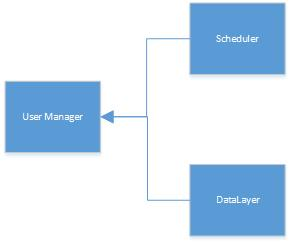 Scheduler
User Manager
DataLayer